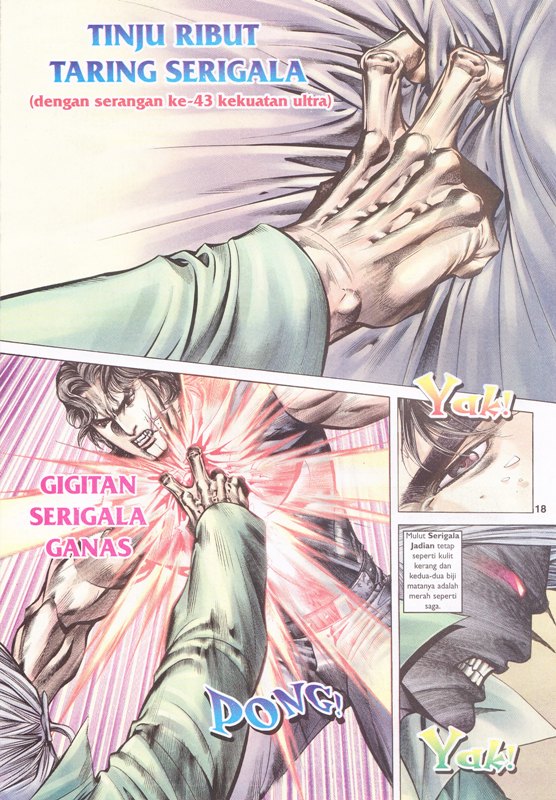 TINJU RIBUT
TARING SERIGALA
(dengan serangan ke-43 kekuatan ultra)
Yak!
GIGITAN
SERIGALA
GANAS
18
Mulut Serigala
Jadian tetap
seperti kulit
kerang dan
kedua-dua biji
matanya adalah
merah seperti
saga.
PONG!
Yak!